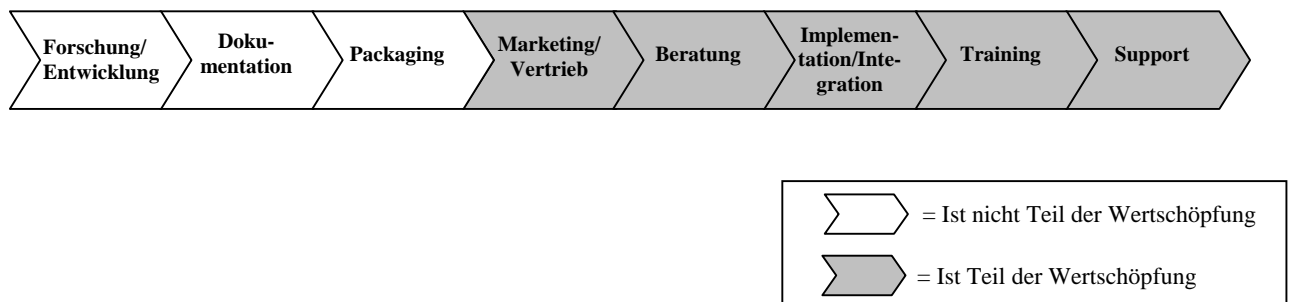 Forschung/
Entwicklung
Doku-
mentation
Packaging
Marketing/
Vertrieb
Beratung
Implemen-
tation/Inte-
gration
Training
Support
= Ist nicht Teil der Wertschöpfung
= Ist Teil der Wertschöpfung